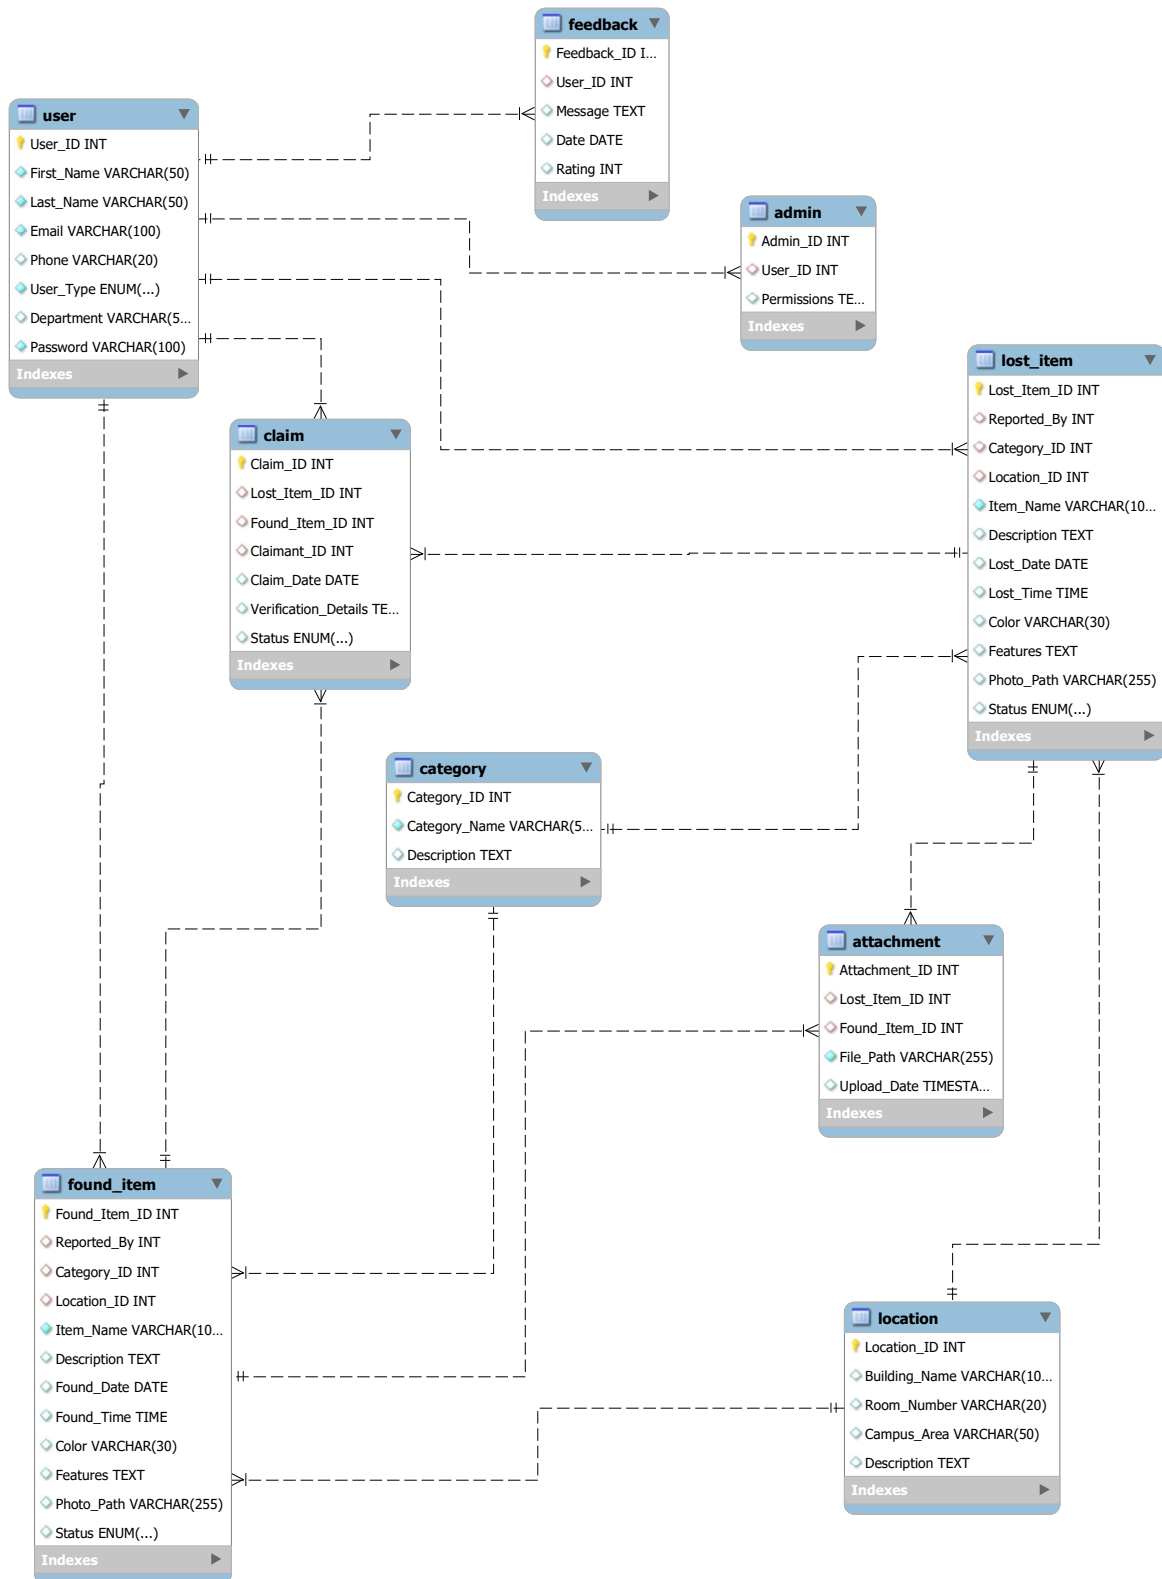 feedback
Feedback_ID I...
User_ID INT
Message TEXT
Date DATE
Rating INT
Indexes
user
User_ID INT
First_Name VARCHAR(50)
Last_Name VARCHAR(50)
Email VARCHAR(100)
Phone VARCHAR(20)
User_Type ENUM(...)
Department VARCHAR(5...
Password VARCHAR(100)
Indexes
admin
Admin_ID INT
User_ID INT
Permissions TE...
Indexes
lost_item
Lost_Item_ID INT
Reported_By INT
Category_ID INT
Location_ID INT
Item_Name VARCHAR(10...
Description TEXT
Lost_Date DATE
Lost_Time TIME
Color VARCHAR(30)
Features TEXT
Photo_Path VARCHAR(255)
Status ENUM(...)
Indexes
claim
Claim_ID INT
Lost_Item_ID INT
Found_Item_ID INT
Claimant_ID INT
Claim_Date DATE
Verification_Details TE...
Status ENUM(...)
Indexes
category
Category_ID INT
Category_Name VARCHAR(5...
Description TEXT
Indexes
attachment
Attachment_ID INT
Lost_Item_ID INT
Found_Item_ID INT
File_Path VARCHAR(255)
Upload_Date TIMESTA...
Indexes
found_item
Found_Item_ID INT
Reported_By INT
Category_ID INT
Location_ID INT
Item_Name VARCHAR(10...
Description TEXT
Found_Date DATE
Found_Time TIME
Color VARCHAR(30)
Features TEXT
Photo_Path VARCHAR(255)
Status ENUM(...)
Indexes
location
Location_ID INT
Building_Name VARCHAR(10...
Room_Number VARCHAR(20)
Campus_Area VARCHAR(50)
Description TEXT
Indexes